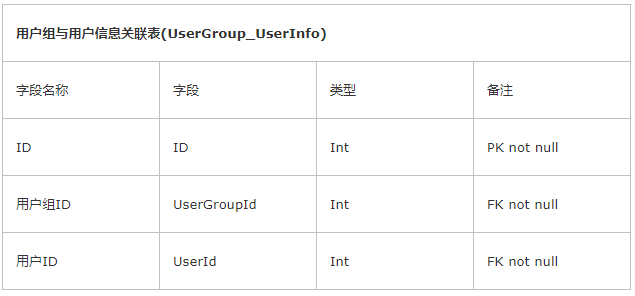 用户组与用户信息关联表(UserGroup_UserInfo)
字段名称 字段 类型 备注
ID ID Int PK not null
用户组ID UserGroupId Int FK not null
用户ID UserId Int FK not null